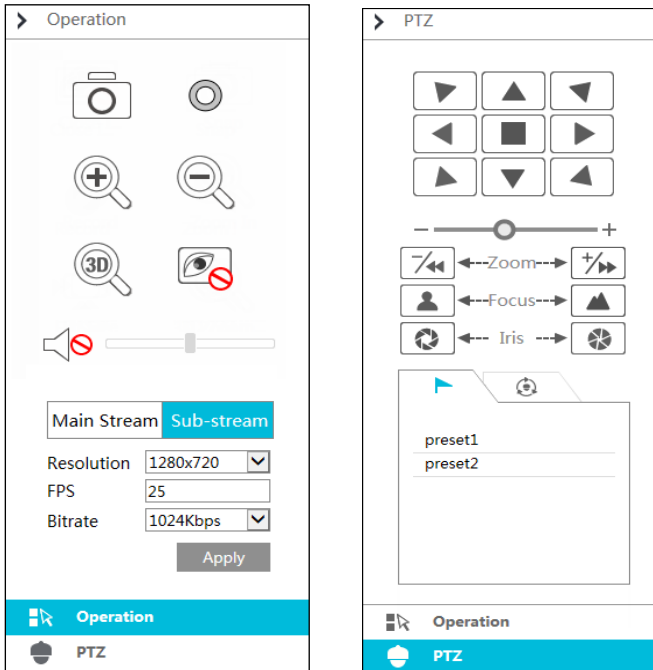 Operation
3D
Main Stream Sub-stream
Resolution 1280x720
FPS 25
Bitrate 1024Kbps
Apply
Operation
PTZ
PTZ
− +
−/ Zoom +/
Focus
Iris
preset1
preset2
Operation
PTZ